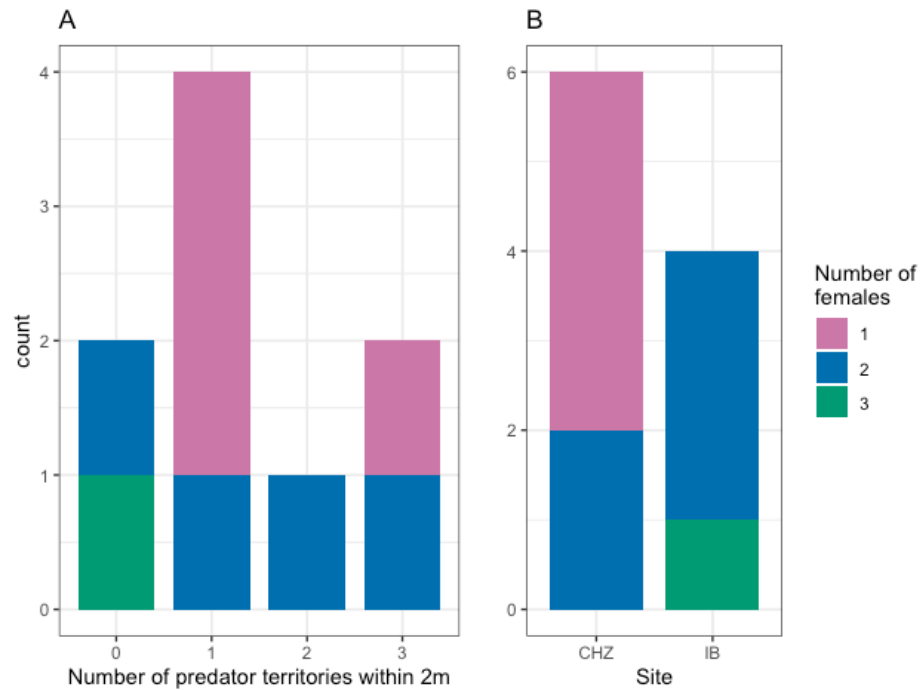 A
B
4
3
2
1
0
count
0 1 2 3
Number of predator territories within 2m
6
4
2
0
CHZ IB
Site
Number of
females
1
2
3